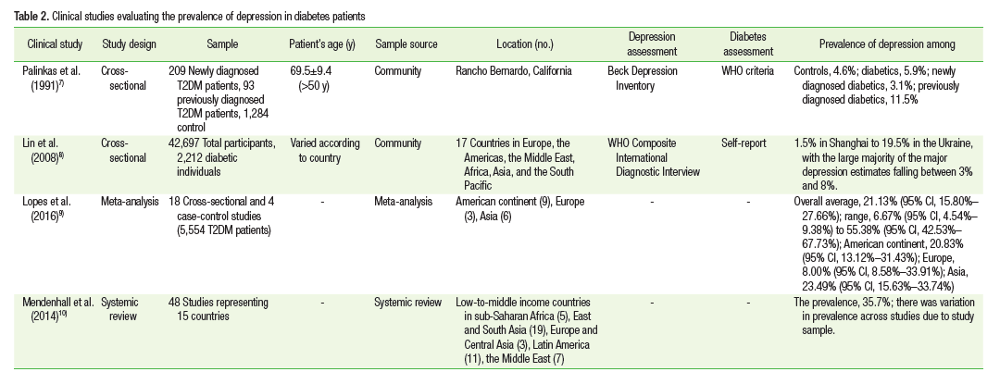 Table 2. Clinical studies evaluating the prevalence of depression in diabetes patients
Clinical study
Study design
Sample
Patient's age (y)
Sample source
Location (no.)
Depression
assessment
Diabetes
assessment
Prevalence of depression among
Palinkas et al.
(1991)7)
Cross-
sectional
209 Newly diagnosed
T2DM patients, 93
previously diagnosed
T2DM patients, 1,284
control
69.5±9.4
(>50 y)
Community
Rancho Bernardo, California
Beck Depression
Inventory
WHO criteria
Controls, 4.6%; diabetics, 5.9%; newly
diagnosed diabetics, 3.1%; previously
diagnosed diabetics, 11.5%
Lin et al.
(2008)8)
Cross-
sectional
42,697 Total participants,
2,212 diabetic
individuals
Varied according
to country
Community
17 Countries in Europe, the
Americas, the Middle East,
Africa, Asia, and the South
Pacific
WHO Composite
International
Diagnostic Interview
Self-report
1.5% in Shanghai to 19.5% in the Ukraine,
with the large majority of the major
depression estimates falling between 3%
and 8%.
Lopes et al.
(2016)9)
Meta-analysis
18 Cross-sectional and 4
case-control studies
(5,554 T2DM patients)
-
Meta-analysis
American continent (9), Europe
(3), Asia (6)
-
-
Overall average, 21.13% (95% CI, 15.80%–
27.66%); range, 6.67% (95% CI, 4.54%–
9.38%) to 55.38% (95% CI, 42.53%–
67.73%); American continent, 20.83%
(95% CI, 13.12%–31.43%); Europe,
8.00% (95% CI, 8.58%–33.91%); Asia,
23.49% (95% CI, 15.63%–33.74%)
Mendenhall et al.
(2014)10)
Systemic
review
48 Studies representing
15 countries
-
Systemic review
Low-to-middle income countries
in sub-Saharan Africa (5), East
and South Asia (19), Europe and
Central Asia (3), Latin America
(11), the Middle East (7)
-
-
The prevalence, 35.7%; there was variation
in prevalence across studies due to study
sample.